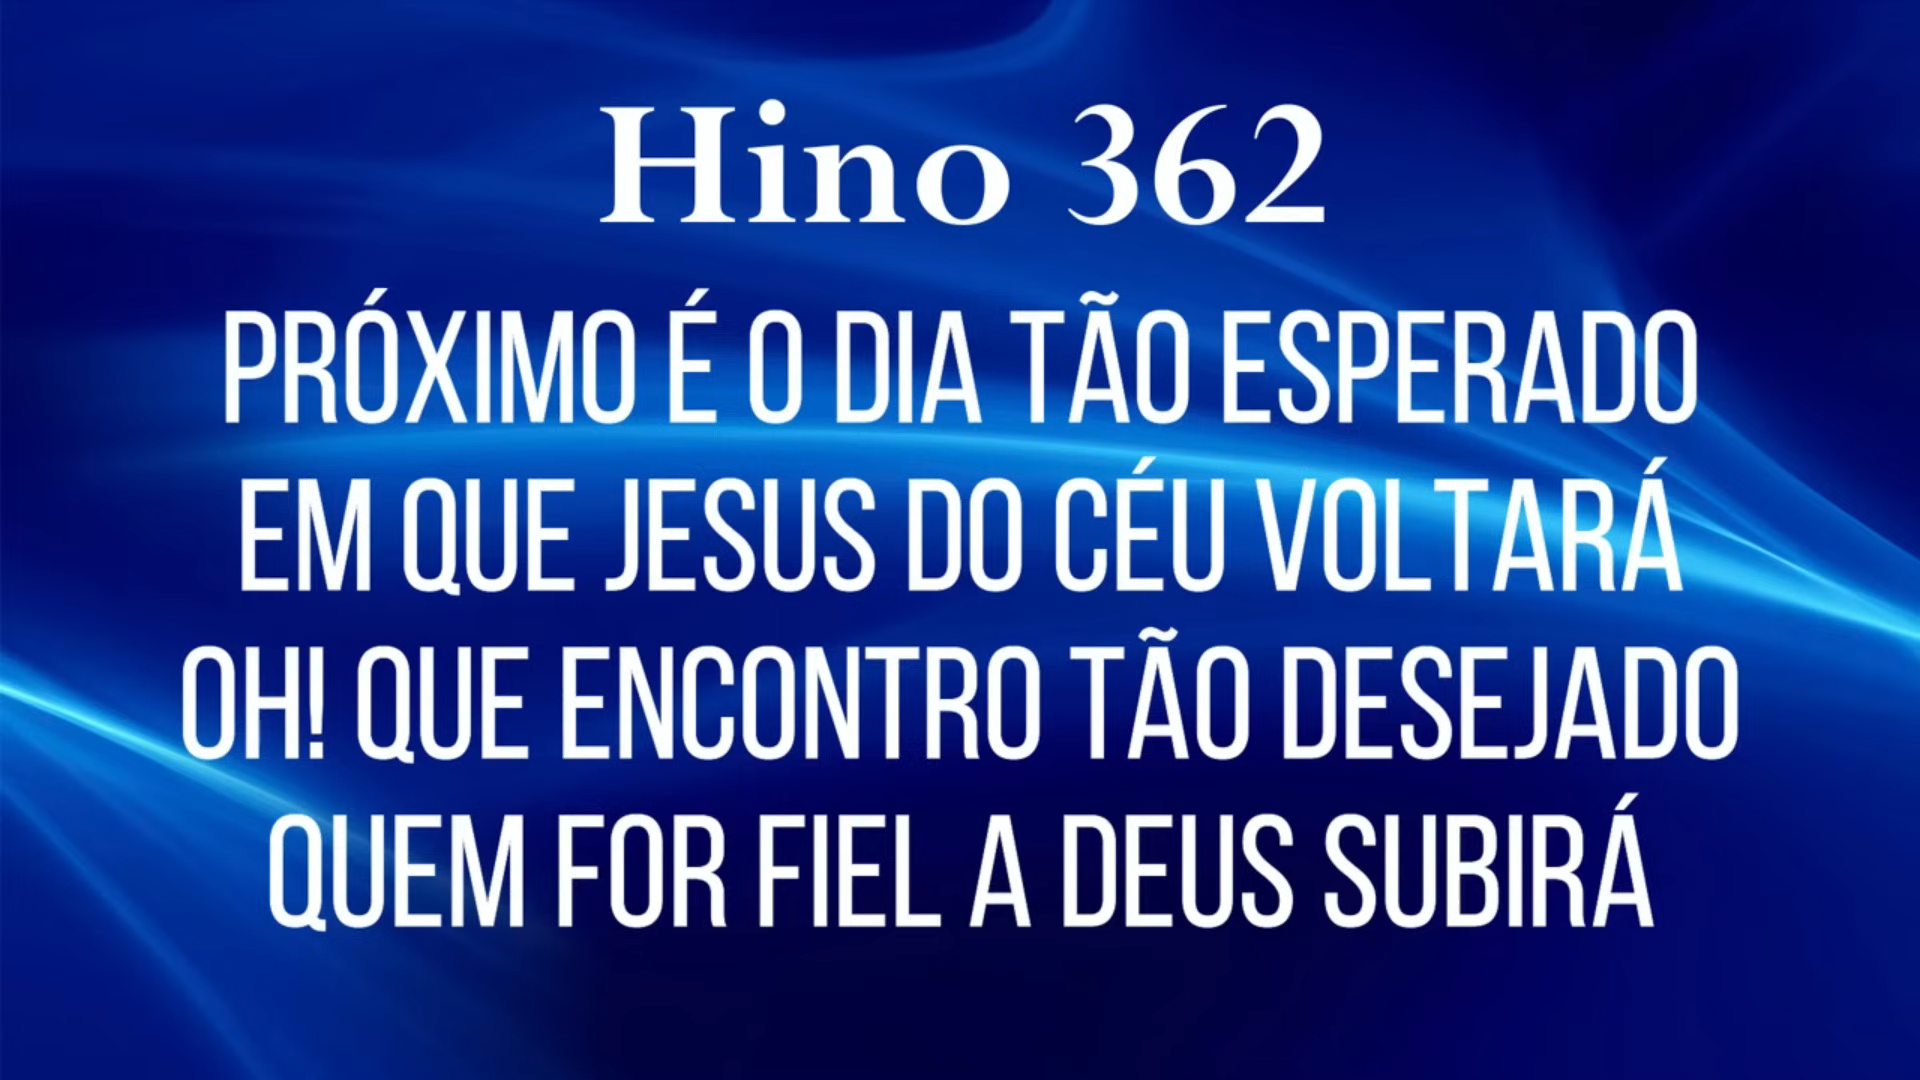 Hino 362
PRÓXIMO É O DIA TÃO ESPERADO
EM QUE JESUS DO CÉU VOLTARÁ
OH! QUE ENCONTRO TÃO DESEJADO
QUEM FOR FIEL A DEUS SUBIRÁ